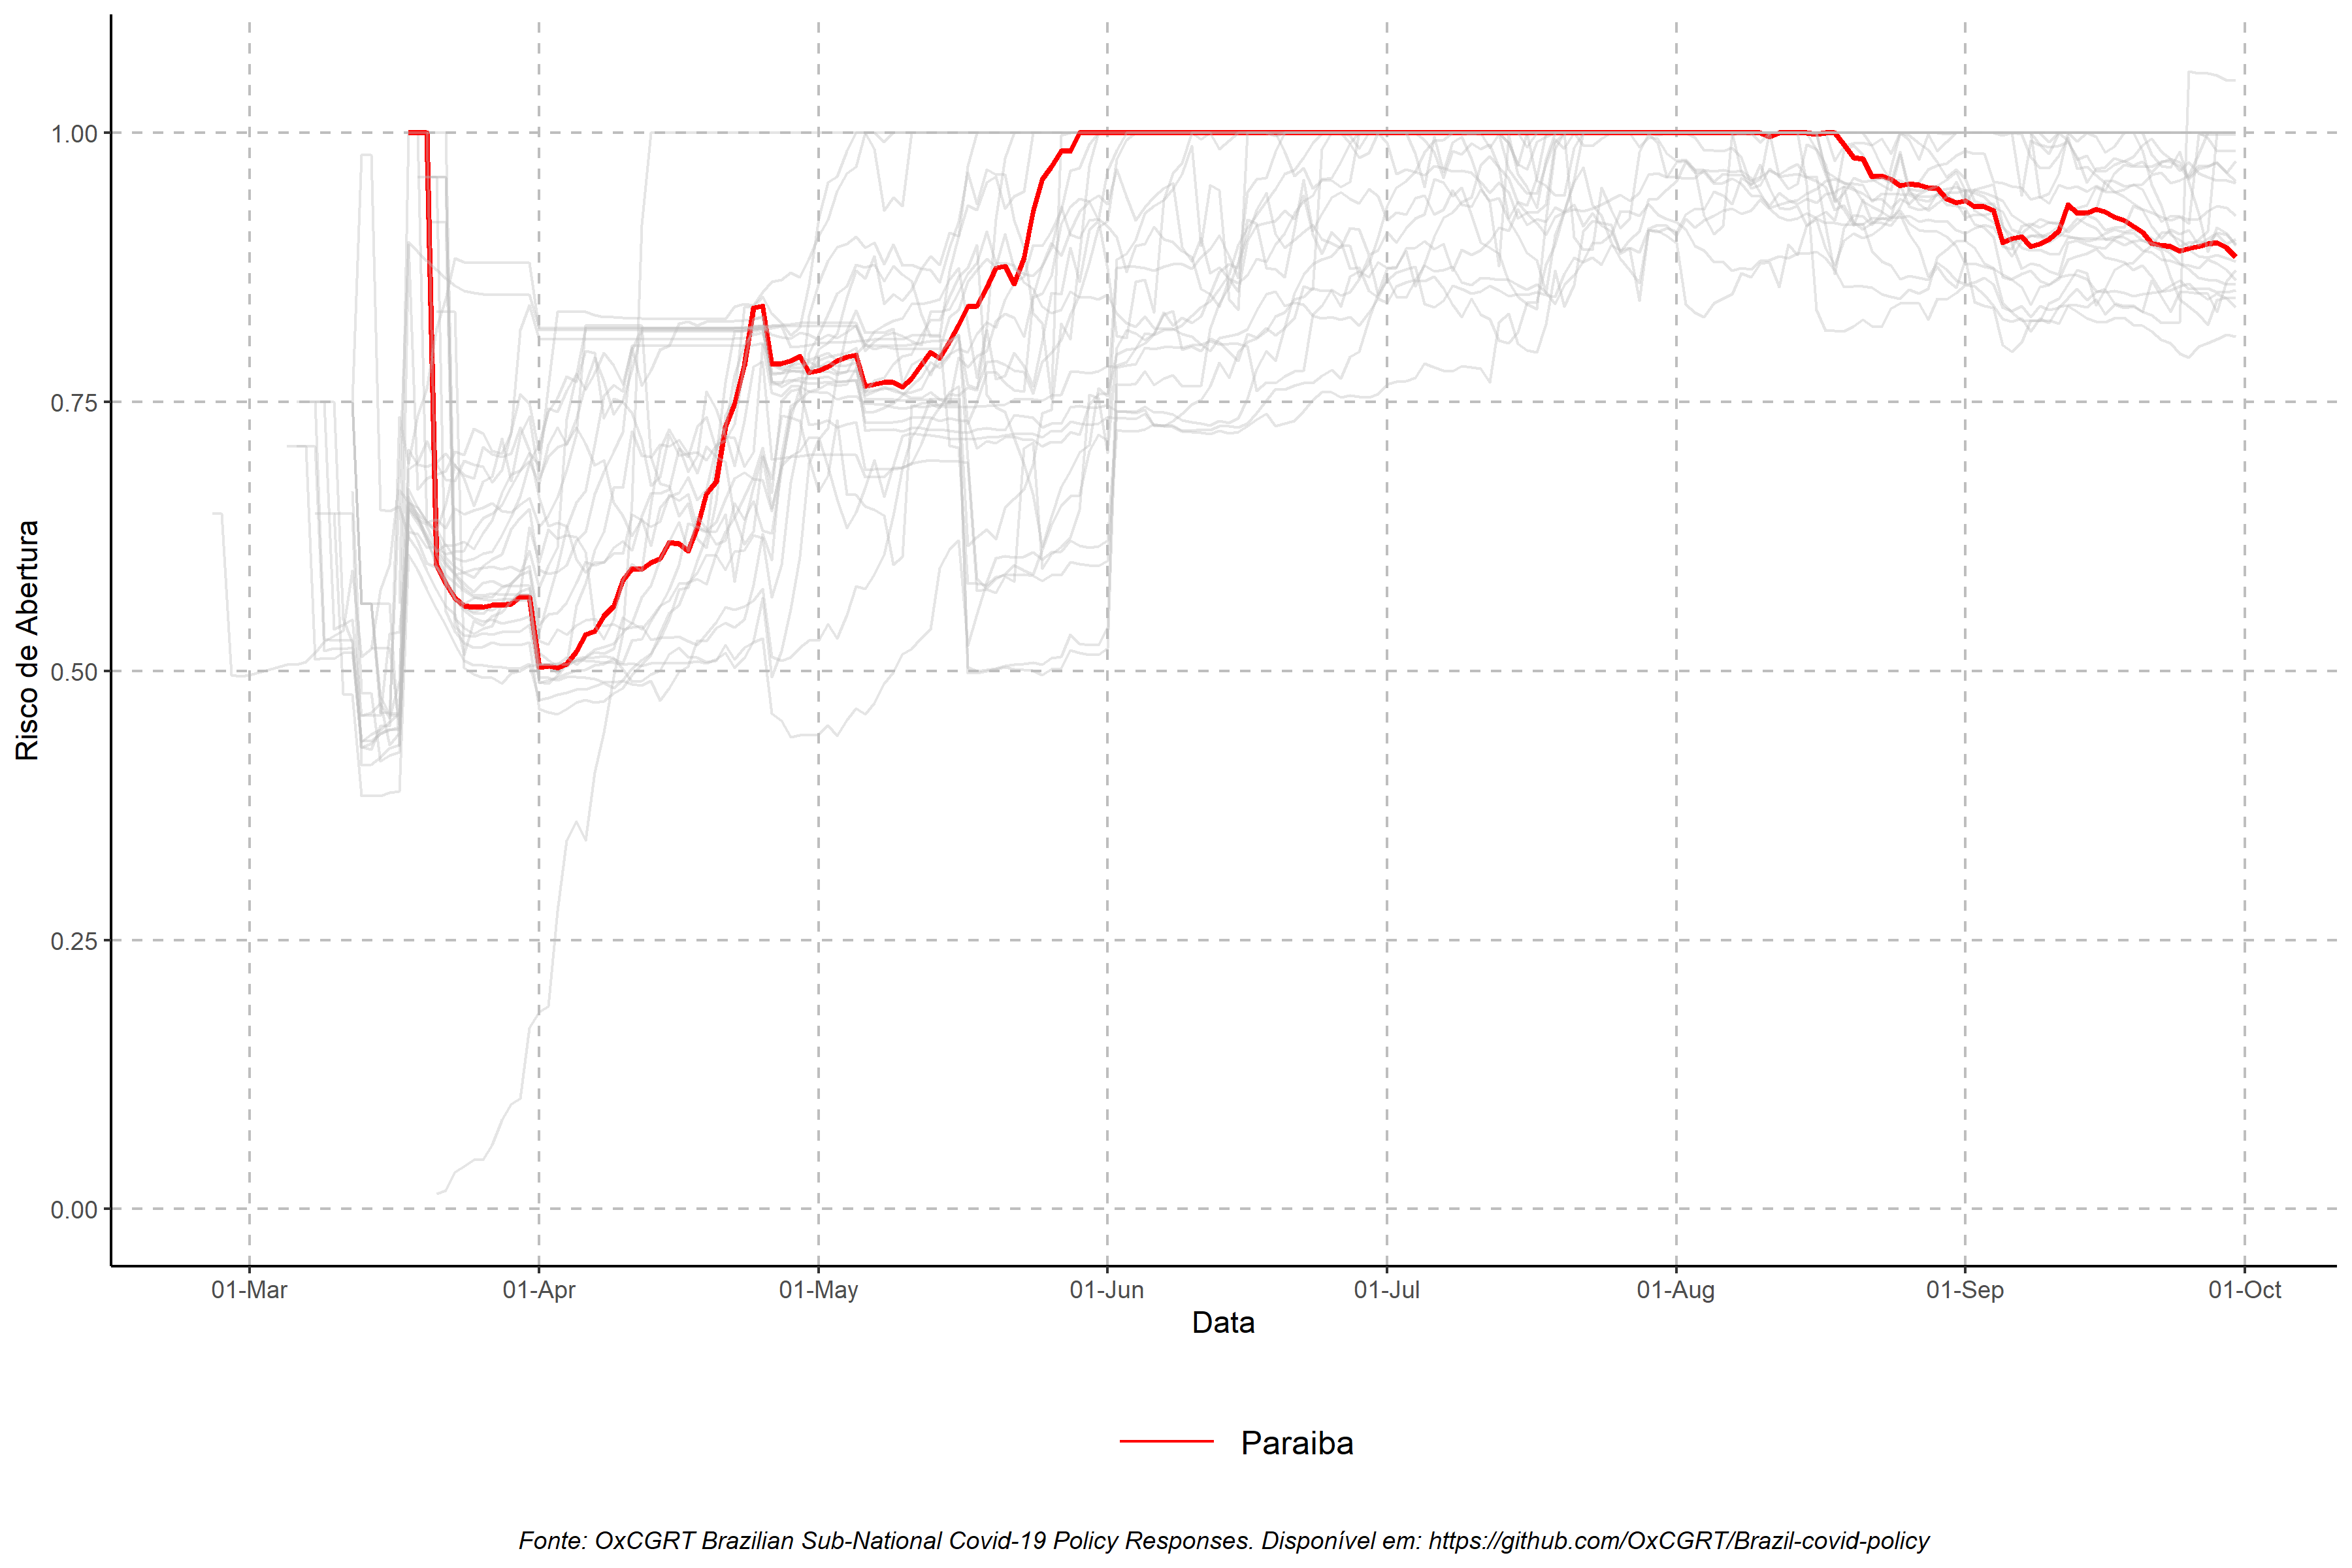 1.00
0.75
0.50
0.25
0.00
Risco de Abertura
01-Mar 01-Apr 01-May 01-Jun 01-Jul 01-Aug 01-Sep 01-Oct
Data
Paraiba
Fonte: OxCGRT Brazilian Sub-National Covid-19 Policy Responses. Disponível em: https://github.com/OxCGRT/Brazil-covid-policy